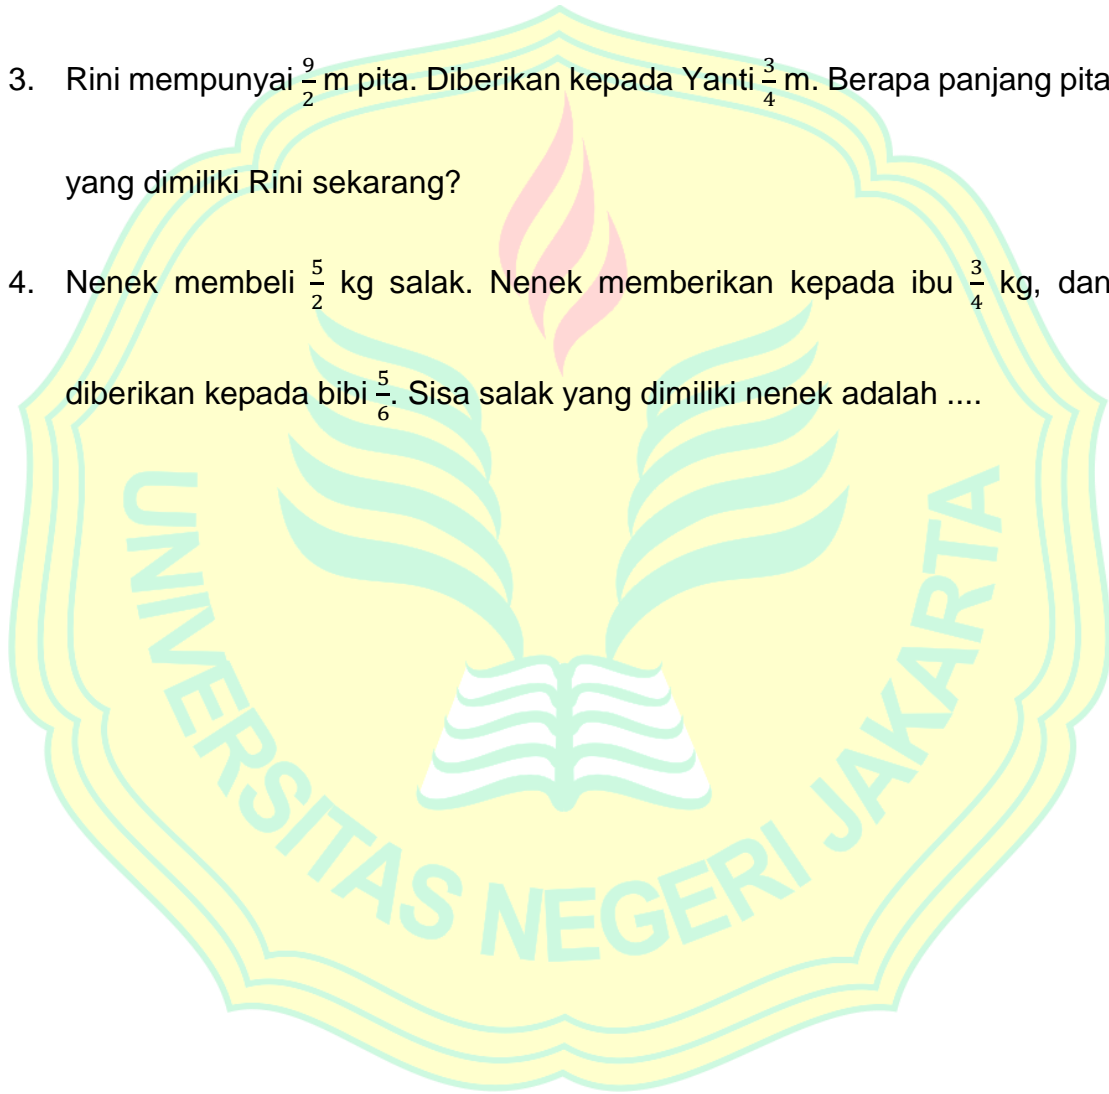 3. Rini mempunyai 9/2 m pita. Diberikan kepada Yanti 3/4 m. Berapa panjang pita
yang dimiliki Rini sekarang?
4. Nenek membeli 5/2 kg salak. Nenek memberikan kepada ibu 3/4 kg, dan
diberikan kepada bibi 5/6. Sisa salak yang dimiliki nenek adalah ....
UNIVERSITAS NEGERI JAKARTA